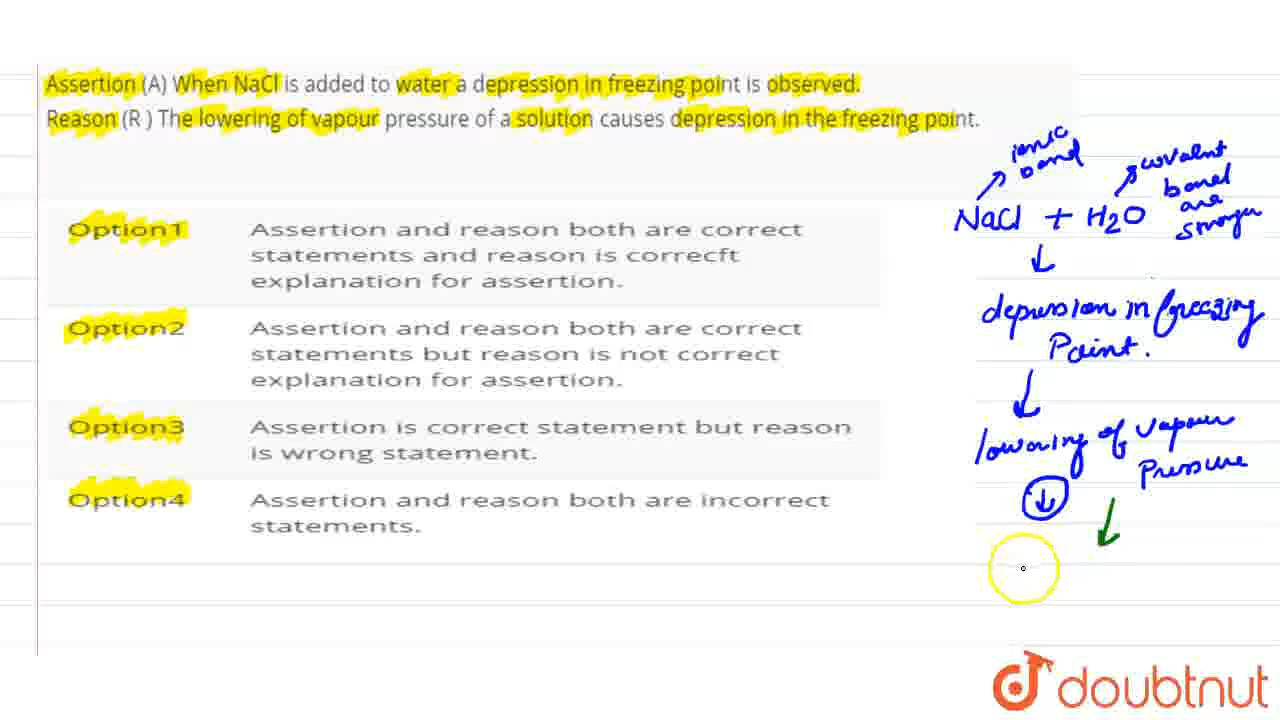 Assertion (A) When NaCl is added to water a depression in freezing point is observed.
Reason (R ) The lowering of vapour pressure of a solution causes depression in the freezing point.
Option1 Assertion and reason both are correct
statements and reason is correcft
explanation for assertion.
Option2 Assertion and reason both are correct
statements but reason is not correct
explanation for assertion.
Option3 Assertion is correct statement but reason
is wrong statement.
Option4 Assertion and reason both are incorrect
statements.
ionic
bond
covalent
bond
are
stronger
NaCl + H2O
↓
depression in freezing
Point.
↓
lowering of vapour
Pressure
↓
doubtnut